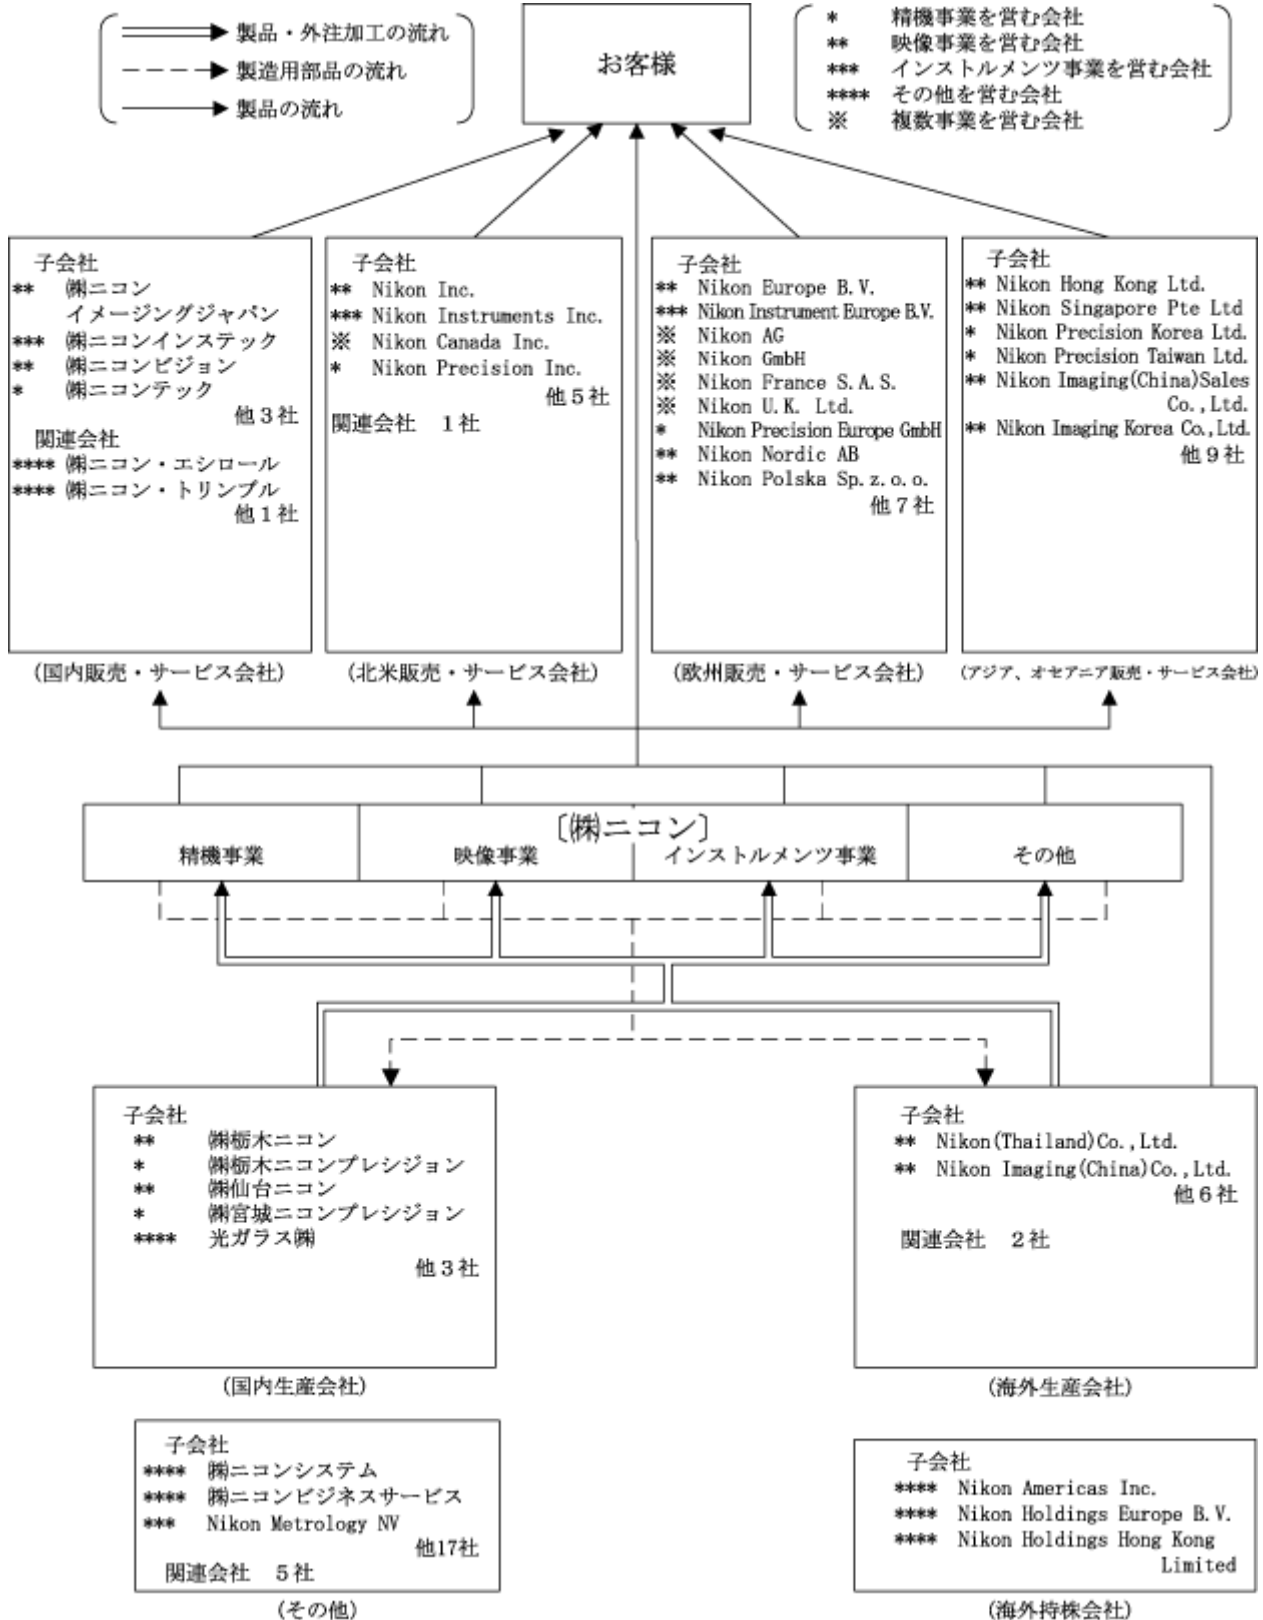 製品・外注加工の流れ
製造用部品の流れ
製品の流れ
お客様
* 精機事業を営む会社
** 映像事業を営む会社
*** インストルメンツ事業を営む会社
**** その他を営む会社
※ 複数事業を営む会社
子会社
** ㈱ニコン
イメージングジャパン
*** ㈱ニコンインステック
** ㈱ニコンビジョン
* ㈱ニコンテック
他3社
関連会社
**** ㈱ニコン・エシロール
**** ㈱ニコン・トリンブル
他1社
(国内販売・サービス会社)
子会社
** Nikon Inc.
*** Nikon Instruments Inc.
※ Nikon Canada Inc.
* Nikon Precision Inc.
他5社
関連会社 1社
(北米販売・サービス会社)
子会社
** Nikon Europe B.V.
*** Nikon Instrument Europe B.V.
※ Nikon AG
※ Nikon GmbH
※ Nikon France S.A.S.
※ Nikon U.K. Ltd.
* Nikon Precision Europe GmbH
** Nikon Nordic AB
** Nikon Polska Sp.z.o.o.
他7社
(欧州販売・サービス会社)
子会社
** Nikon Hong Kong Ltd.
** Nikon Singapore Pte Ltd
* Nikon Precision Korea Ltd.
* Nikon Precision Taiwan Ltd.
** Nikon Imaging(China)Sales
Co.,Ltd.
** Nikon Imaging Korea Co.,Ltd.
他9社
(アジア、オセアニア販売・サービス会社)
〔㈱ニコン〕
精機事業 映像事業 インストルメンツ事業 その他
子会社
** ㈱栃木ニコン
* ㈱栃木ニコンプレシジョン
** ㈱仙台ニコン
* ㈱宮城ニコンプレシジョン
**** 光ガラス㈱
他3社
(国内生産会社)
子会社
** Nikon(Thailand)Co.,Ltd.
** Nikon Imaging(China)Co.,Ltd.
他6社
関連会社 2社
(海外生産会社)
子会社
**** ㈱ニコンシステム
**** ㈱ニコンビジネスサービス
*** Nikon Metrology NV
他17社
関連会社 5社
(その他)
子会社
**** Nikon Americas Inc.
**** Nikon Holdings Europe B.V.
**** Nikon Holdings Hong Kong
Limited
(海外持株会社)